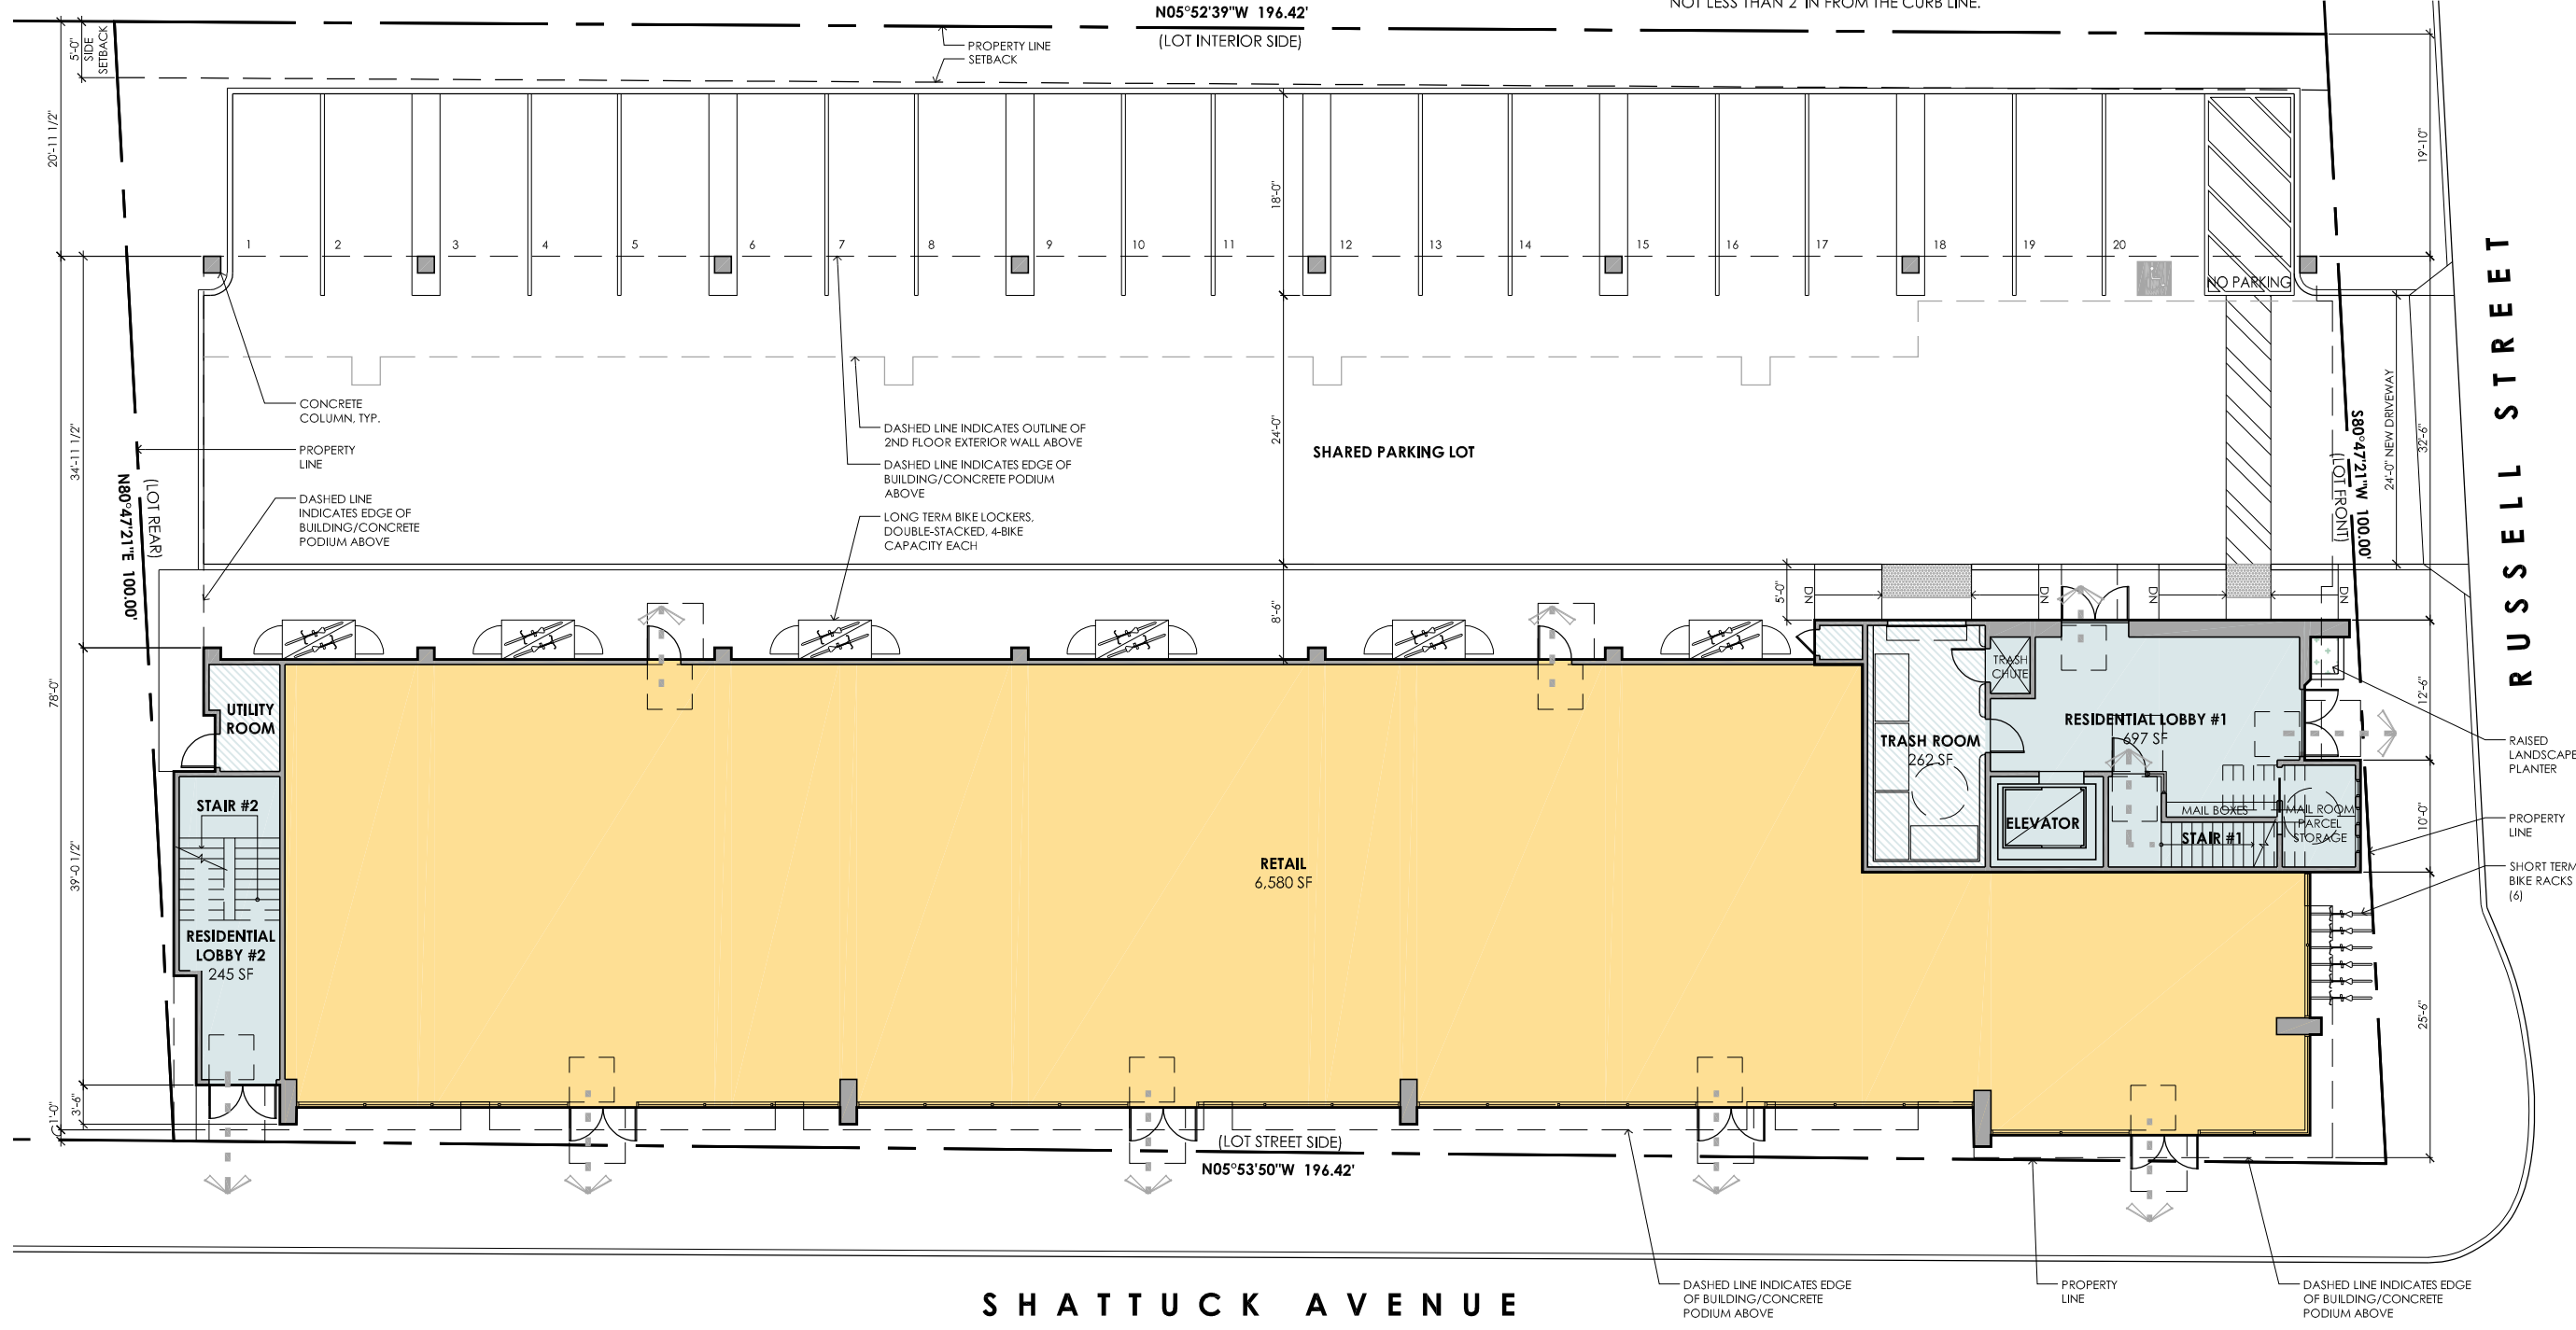 NOT LESS THAN 2' IN FROM THE CURB LINE.
N05°52'39"W 196.42'
(LOT INTERIOR SIDE)
PROPERTY LINE
SETBACK
5'-0"
SIDE
SETBACK
20'-11 1/2"
34'-11 1/2"
78'-0"
39'-0 1/2"
3'-6"
1'-0"
19'-10"
32'-6"
12'-6"
10'-0"
25'-6"
18'-0"
24'-0"
8'-6"
5'-0"
1
2
3
4
5
6
7
8
9
10
11
12
13
14
15
16
17
18
19
20
NO PARKING
CONCRETE
COLUMN, TYP.
PROPERTY
LINE
DASHED LINE
INDICATES EDGE OF
BUILDING/CONCRETE
PODIUM ABOVE
(LOT REAR)
N80°47'21"E 100.00'
DASHED LINE INDICATES OUTLINE OF
2ND FLOOR EXTERIOR WALL ABOVE
DASHED LINE INDICATES EDGE OF
BUILDING/CONCRETE PODIUM
ABOVE
LONG TERM BIKE LOCKERS,
DOUBLE-STACKED, 4-BIKE
CAPACITY EACH
SHARED PARKING LOT
24'-0" NEW DRIVEWAY
S80°47'21"W 100.00'
(LOT FRONT)
RUSSELL STREET
DN
DN
DN
DN
UTILITY
ROOM
STAIR #2
RESIDENTIAL
LOBBY #2
245 SF
RETAIL
6,580 SF
TRASH ROOM
262 SF
TRASH
CHUTE
RESIDENTIAL LOBBY #1
697 SF
ELEVATOR
MAIL BOXES
STAIR #1
MAIL ROOM
PARCEL
STORAGE
RAISED
LANDSCAPE
PLANTER
PROPERTY
LINE
SHORT TERM
BIKE RACKS
(6)
(LOT STREET SIDE)
N05°53'50"W 196.42'
DASHED LINE INDICATES EDGE
OF BUILDING/CONCRETE
PODIUM ABOVE
PROPERTY
LINE
DASHED LINE INDICATES EDGE
OF BUILDING/CONCRETE
PODIUM ABOVE
SHATTUCK AVENUE